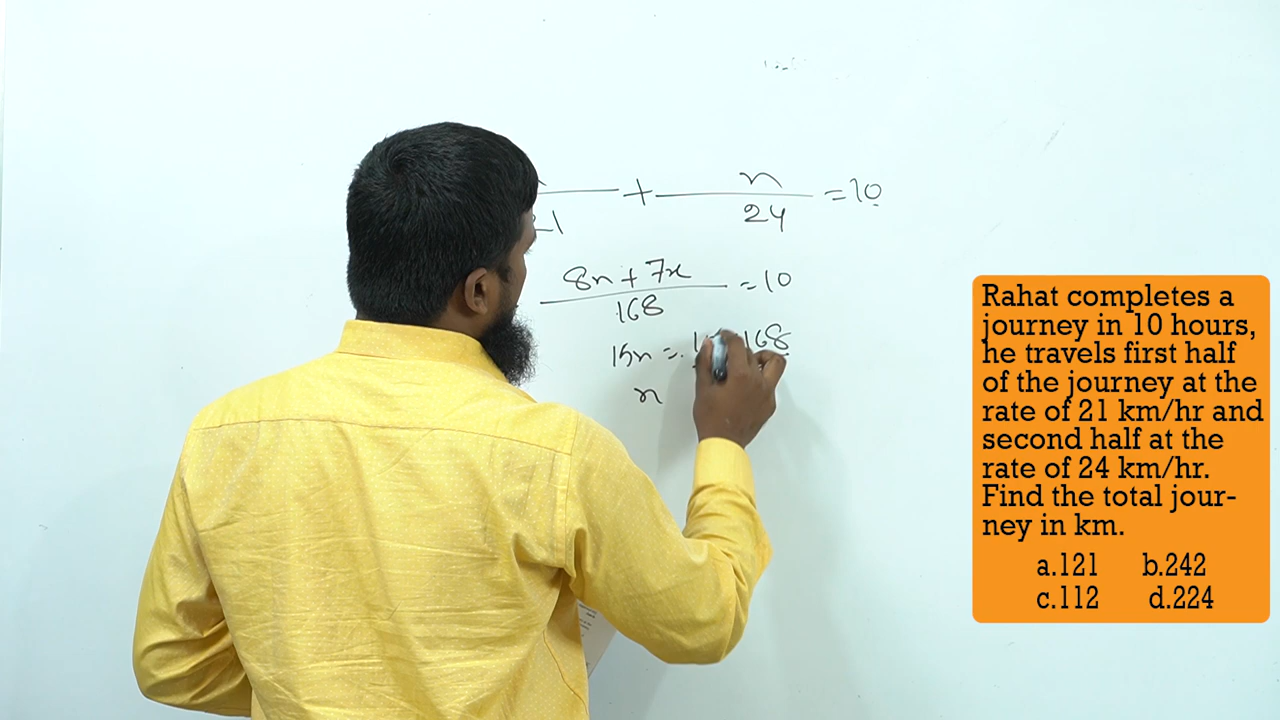 + n = 10
21 24
8n + 7x = 10
168
15n = 168
n
Rahat completes a
journey in 10 hours,
he travels first half
of the journey at the
rate of 21 km/hr and
second half at the
rate of 24 km/hr.
Find the total jour-
ney in km.
a.121 b.242
c.112 d.224